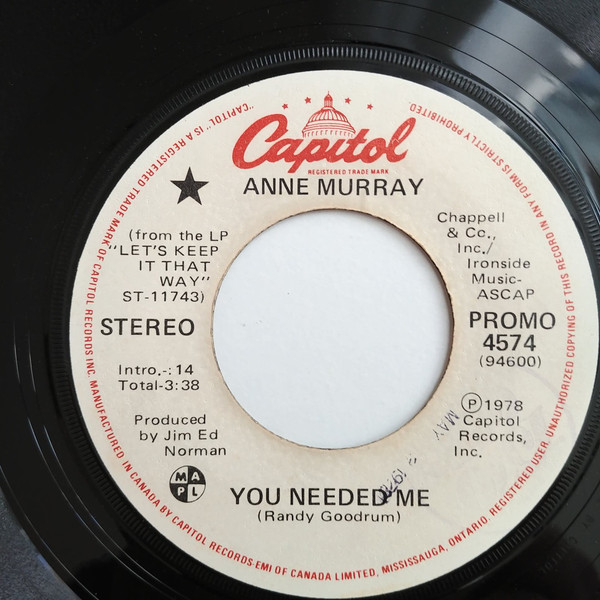 Capitol
REGISTERED TRADE MARK
ANNE MURRAY
(from the LP
"LET'S KEEP
IT THAT
WAY"
ST-11743)
STEREO
Intro.-:14
Total-3:38
Produced
by Jim Ed
Norman
M A
P L
Chappell
& Co.,
Inc./
Ironside
Music-
ASCAP
PROMO
4574
(94600)
Ⓟ1978
Capitol
Records,
Inc.
MAY
YOU NEEDED ME
(Randy Goodrum)
"CAPITOL" IS A REGISTERED TRADE MARK OF CAPITOL RECORDS INC. MANUFACTURED IN CANADA BY CAPITOL RECORDS-EMI OF CANADA LIMITED, MISSISSAUGA, ONTARIO. REGISTERED USER. UNAUTHORIZED COPYING OF THIS RECORD IN ANY FORM IS STRICTLY PROHIBITED.